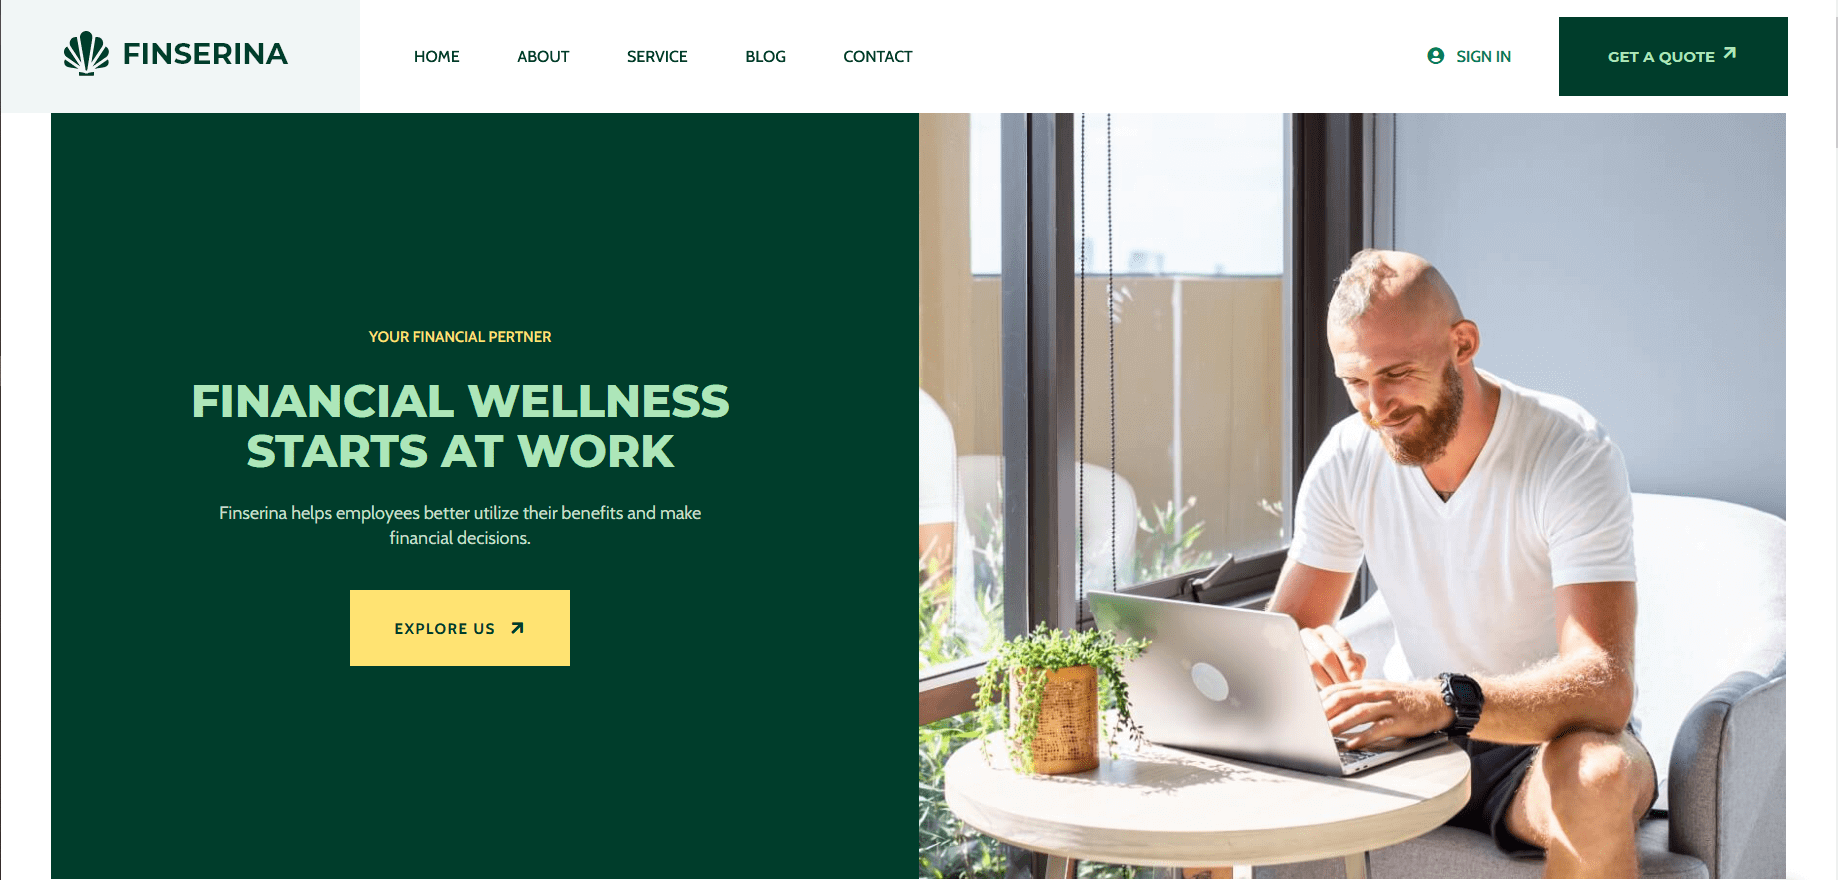 FINSERINA
HOME
ABOUT
SERVICE
BLOG
CONTACT
SIGN IN
GET A QUOTE
YOUR FINANCIAL PERTNER
FINANCIAL WELLNESS
STARTS AT WORK
Finserina helps employees better utilize their benefits and make
financial decisions.
EXPLORE US